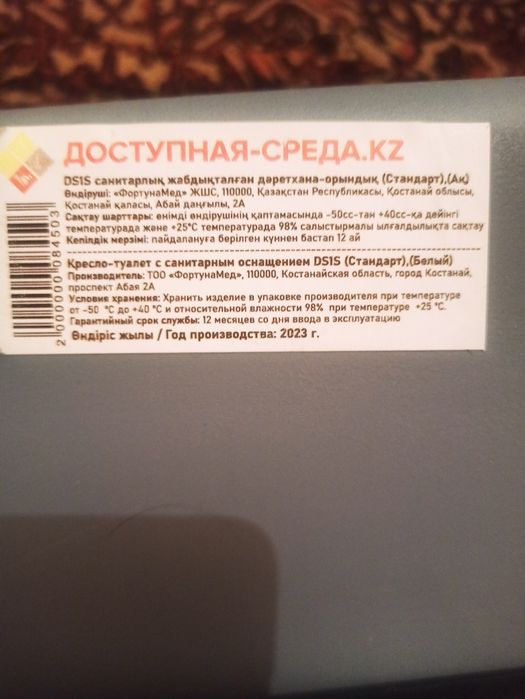 ДОСТУПНАЯ-СРЕДА.KZ
DS1S санитарлық жабдықталған дәретхана-орындық (Стандарт),(Ақ)
Өндіруші: «ФортунаМед» ЖШС, 110000, Қазақстан Республикасы, Қостанай облысы,
Қостанай қаласы, Абай даңғылы, 2А
Сақтау шарттары: өнімді өндірушінің қаптамасында -50сс-тан +40сс-қа дейінгі
температурада және +25°С температурада 98% салыстырмалы ылғалдылықта сақтау
Кепілдік мерзімі: пайдалануға берілген күннен бастап 12 ай
Кресло-туалет с санитарным оснащением DS1S (Стандарт),(Белый)
Производитель: ТОО «ФортунаМед», 110000, Костанайская область, город Костанай,
проспект Абая 2А
Условия хранения: Хранить изделие в упаковке производителя при температуре
от -50 °С до +40 °С и относительной влажности 98% при температуре +25 °С.
Гарантийный срок службы: 12 месяцев со дня ввода в эксплуатацию
Өндіріс жылы / Год производства: 2023 г.
2 000000 084503